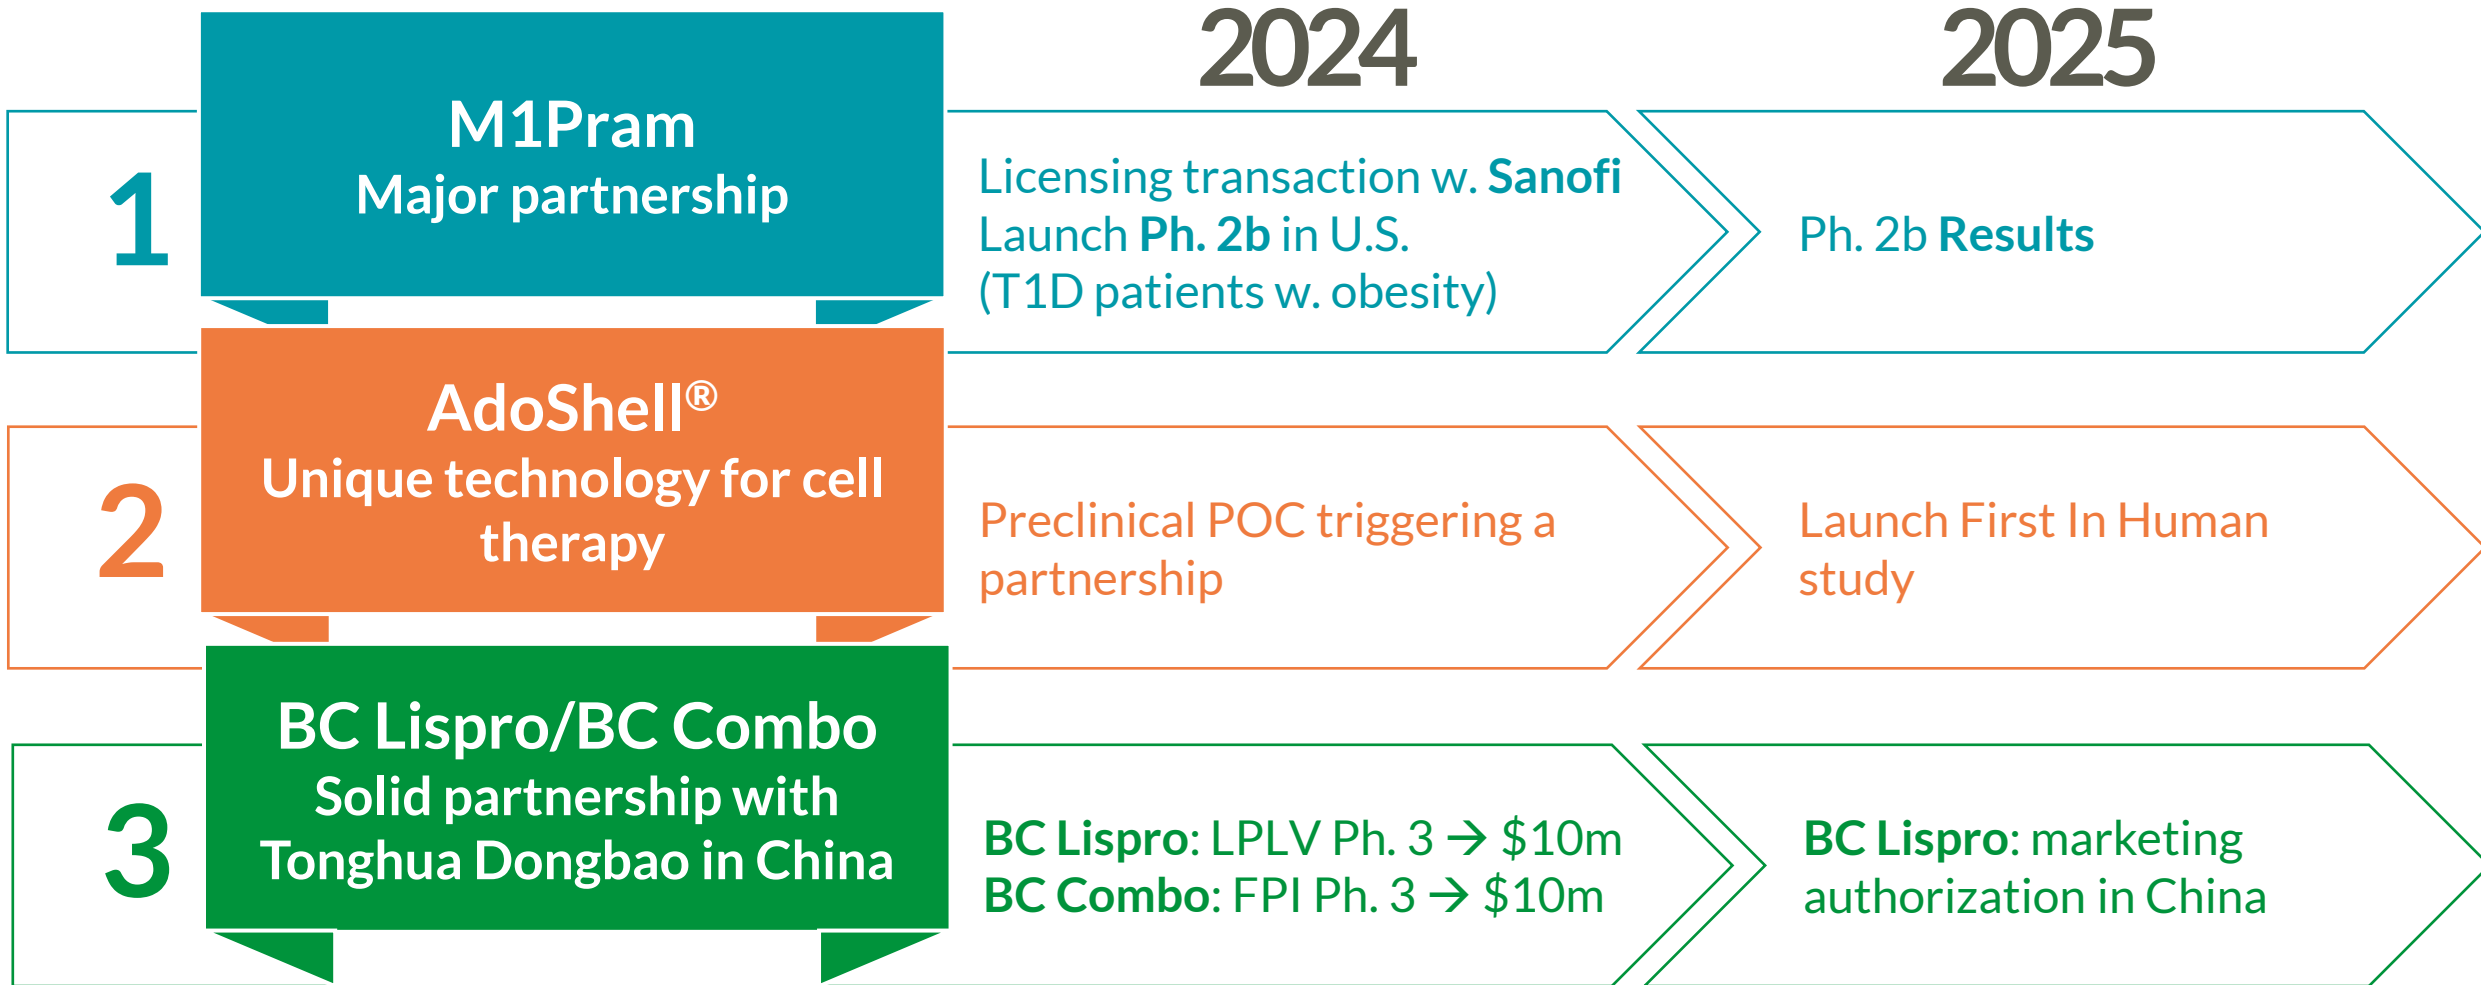 2024
2025
1
M1Pram
Major partnership
Licensing transaction w. Sanofi
Launch Ph. 2b in U.S.
(T1D patients w. obesity)
Ph. 2b Results
2
AdoShell®
Unique technology for cell
therapy
Preclinical POC triggering a
partnership
Launch First In Human
study
3
BC Lispro/BC Combo
Solid partnership with
Tonghua Dongbao in China
BC Lispro: LPLV Ph. 3 → $10m
BC Combo: FPI Ph. 3 → $10m
BC Lispro: marketing
authorization in China